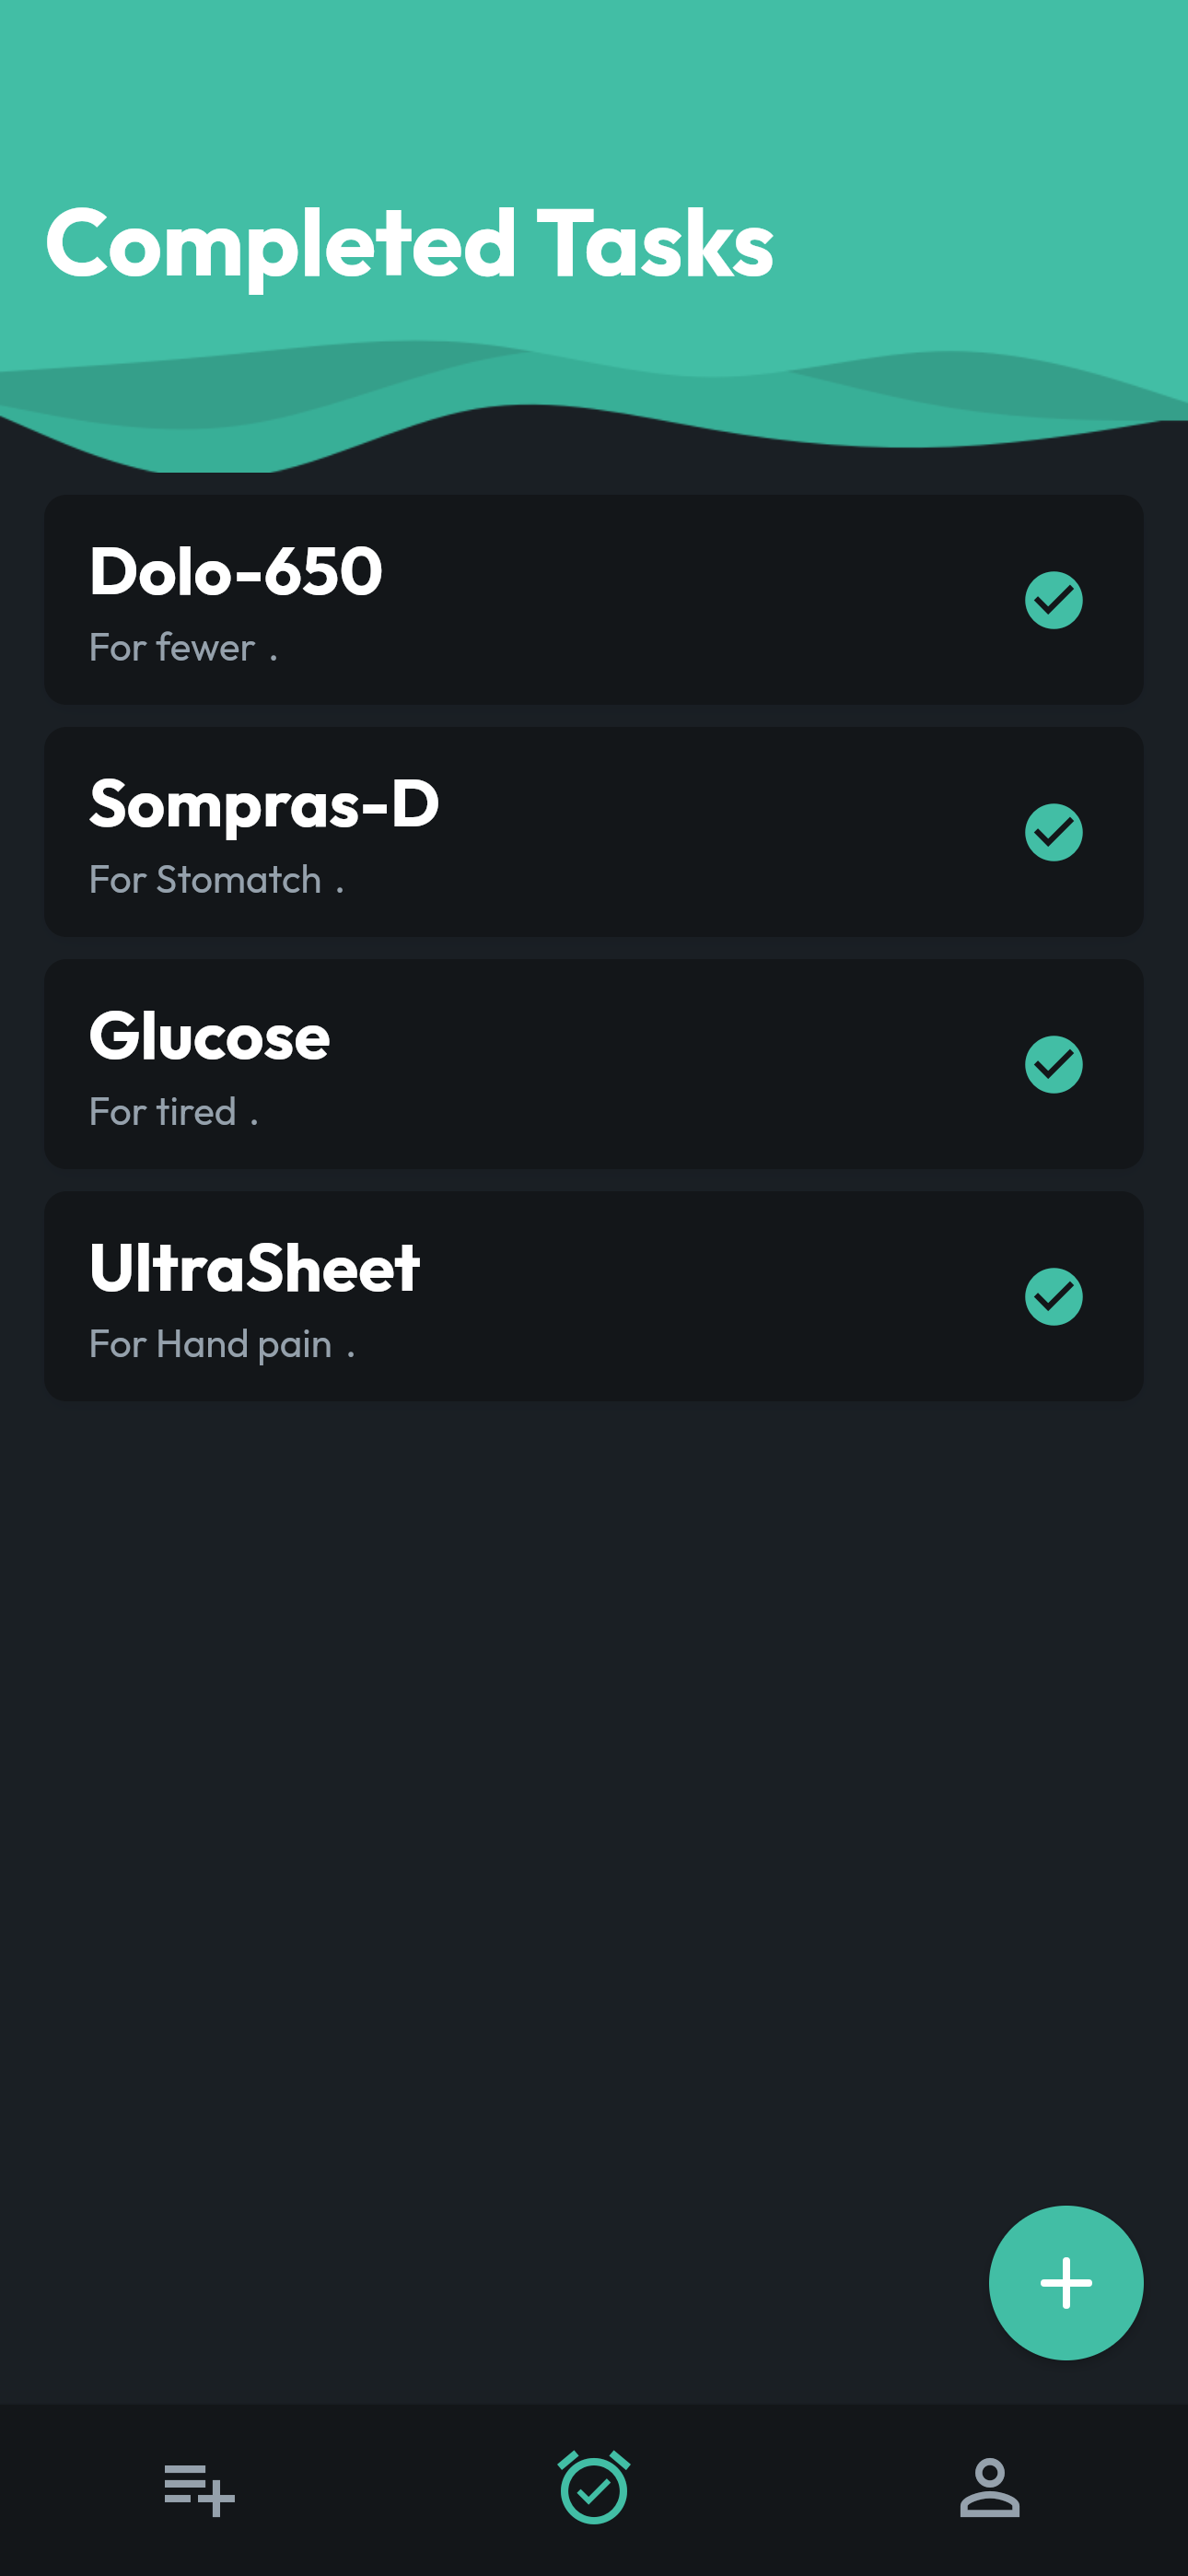 Completed Tasks
Dolo-650
For fewer .
Sompras-D
For Stomatch .
Glucose
For tired .
UltraSheet
For Hand pain .